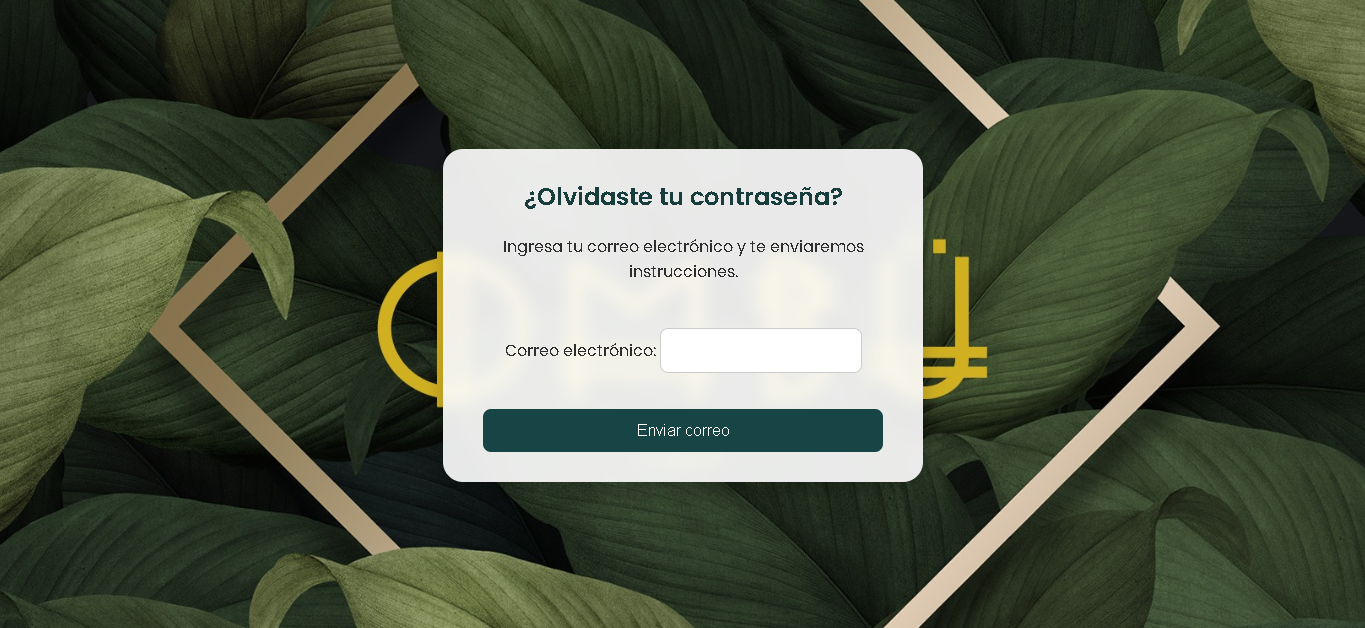 ¿Olvidaste tu contraseña?
Ingresa tu correo electrónico y te enviaremos
instrucciones.
Correo electrónico:
Enviar correo